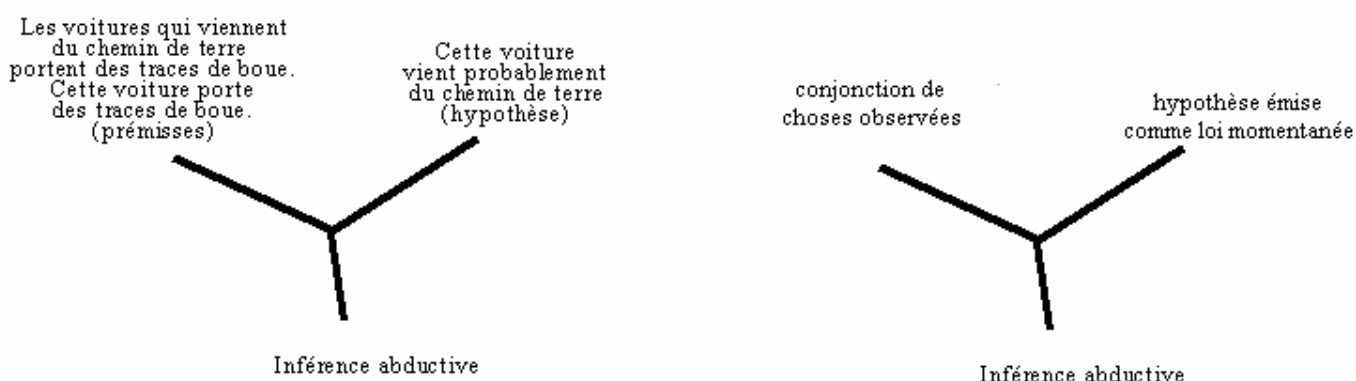 Les voitures qui viennent
du chemin de terre
portent des traces de boue.
Cette voiture porte
des traces de boue.
(prémisses)
Cette voiture
vient probablement
du chemin de terre
(hypothèse)
Inférence abductive
conjonction de
choses observées
hypothèse émise
comme loi momentanée
Inférence abductive